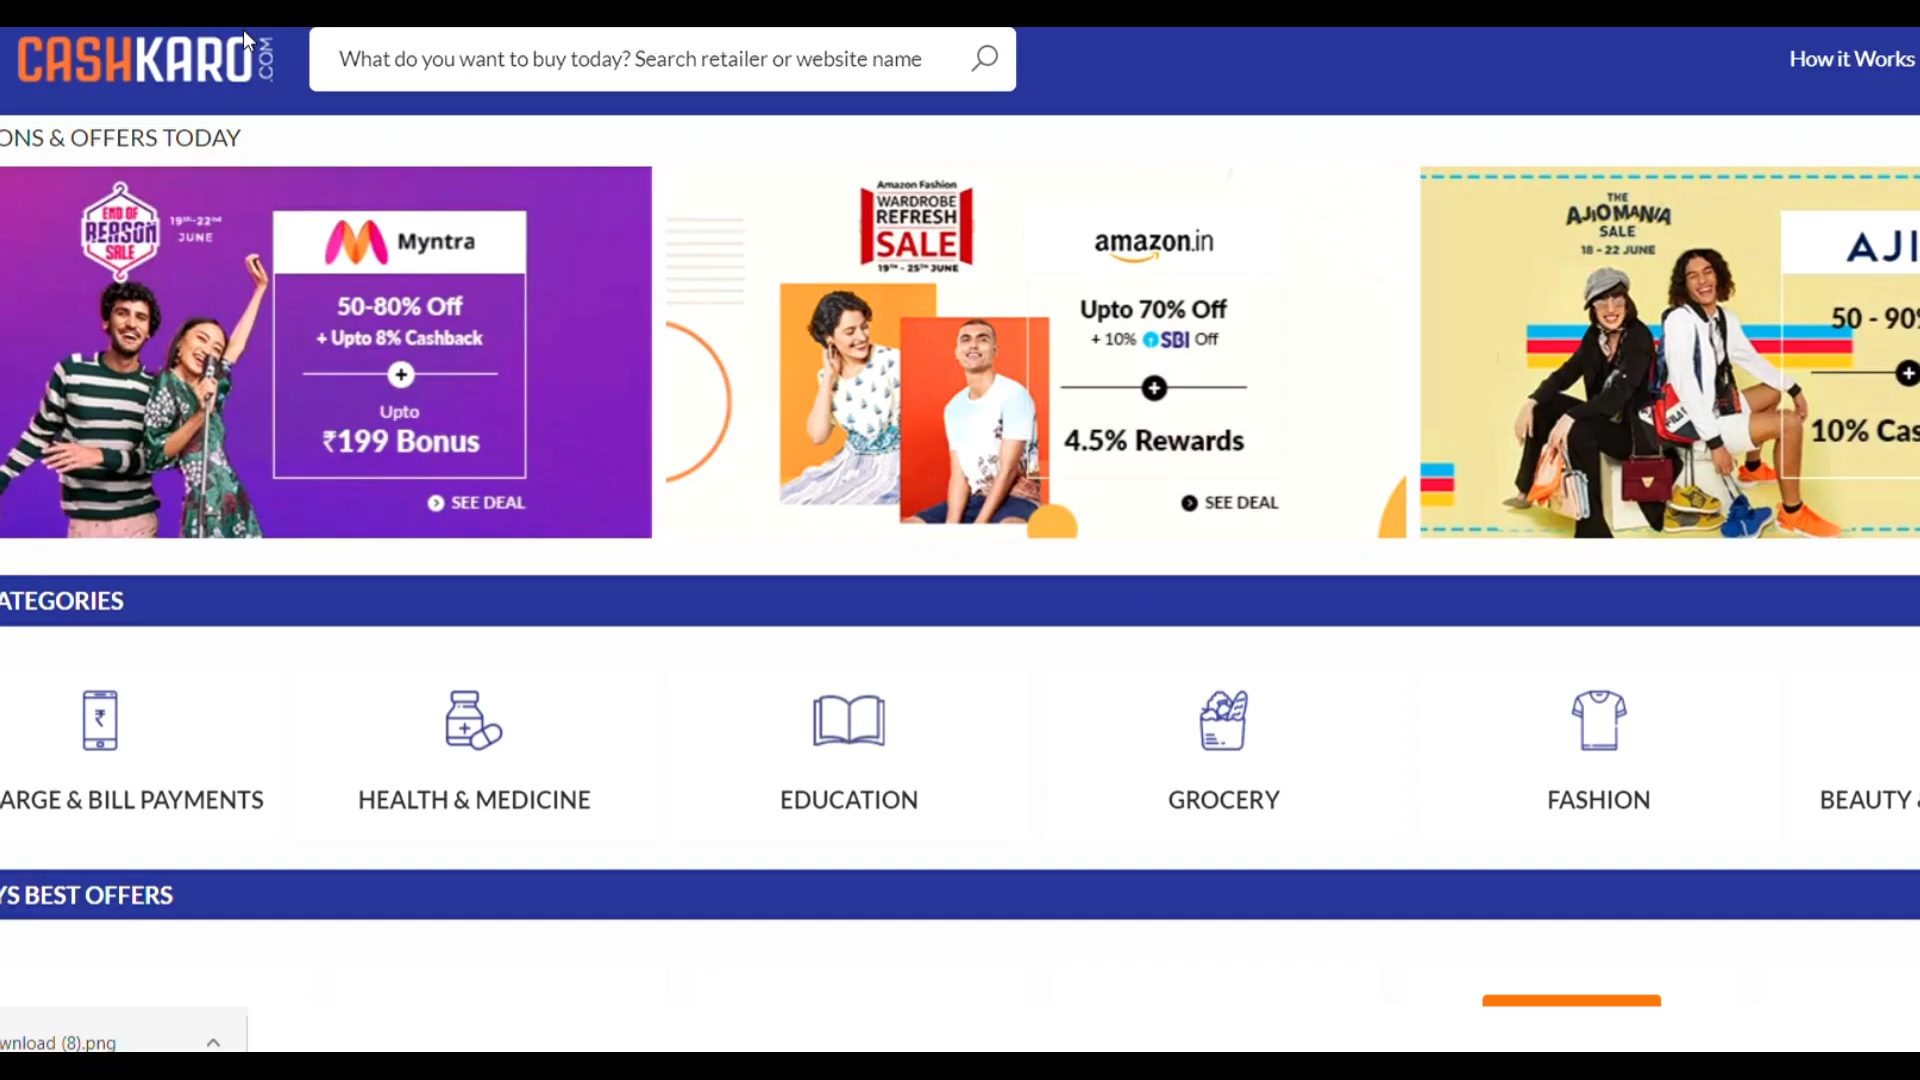 CASHKARO.COM
What do you want to buy today? Search retailer or website name
How it Works
ONS & OFFERS TODAY
END OF
REASON
SALE
19TH-22ND
JUNE
Myntra
50-80% Off
+ Upto 8% Cashback
Upto
₹199 Bonus
SEE DEAL
Amazon Fashion
WARDROBE
REFRESH
SALE
19TH - 25TH JUNE
amazon.in
Upto 70% Off
+ 10% SBI Off
4.5% Rewards
SEE DEAL
THE
AJIOMANIA
SALE
18 - 22 JUNE
FILA
AJI
50 - 90%
10% Cas
ATEGORIES
ARGE & BILL PAYMENTS
HEALTH & MEDICINE
EDUCATION
GROCERY
FASHION
BEAUTY &
YS BEST OFFERS
wnload (8).png